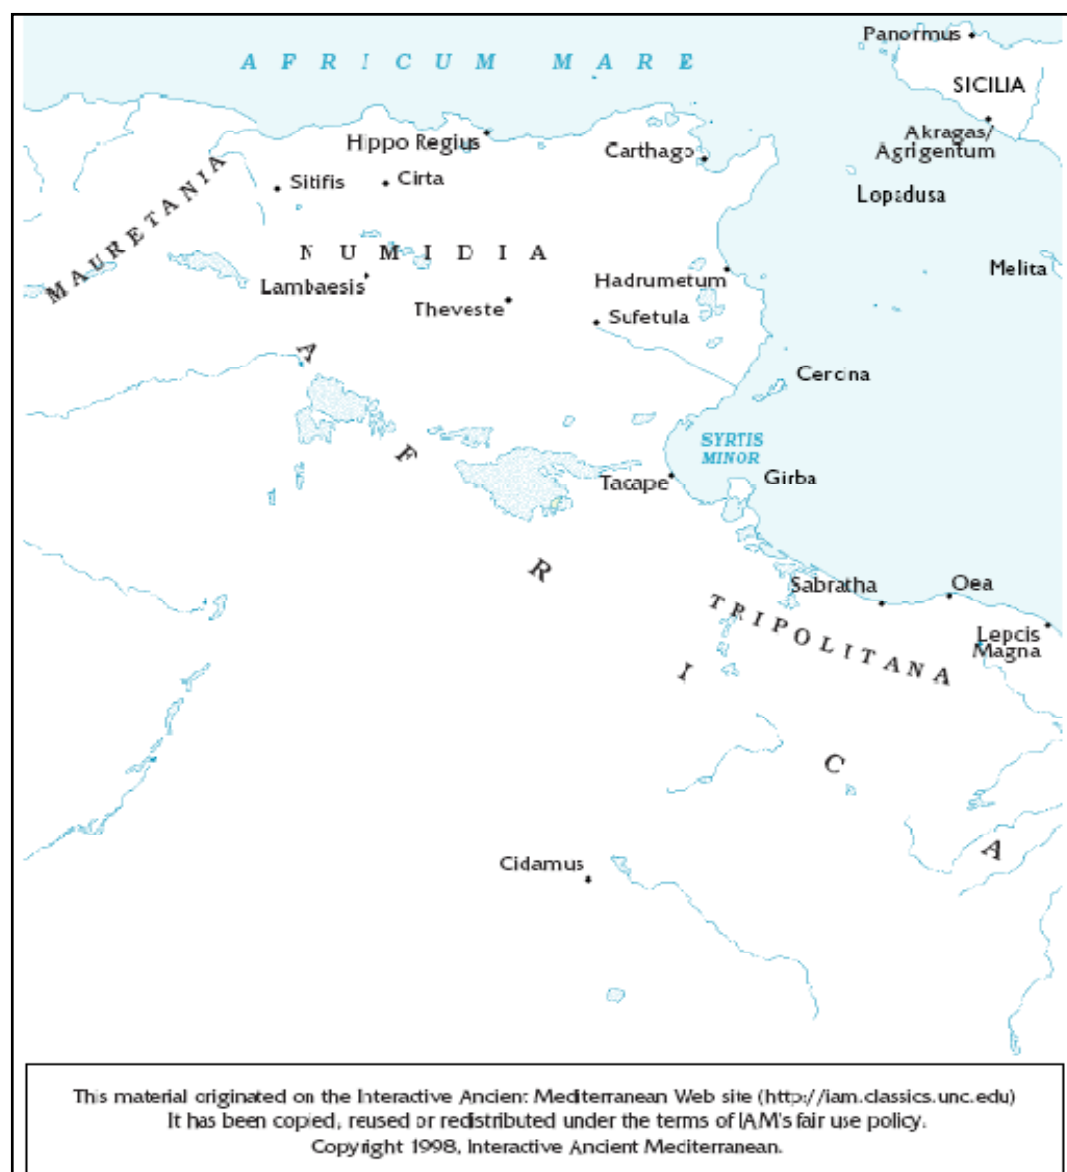 Panormus
AFRICUM MARE
SICILIA
Hippo Regius
Carthago
Akragas/
Agrigentum
MAURETANIA
Sitifis
Cirta
Lopadusa
NUMIDIA
Melita
Lambaesis
Hadrumetum
Theveste
Sufetula
Cercina
AFRICA
SYRTIS
MINOR
Tacape
Girba
Sabratha
Oea
TRIPOLITANA
Lepcis
Magna
Cidamus
This material originated on the Interactive Ancient Mediterranean Web site (http://iam.classics.unc.edu)
It has been copied, reused or redistributed under the terms of IAM's fair use policy.
Copyright 1998, Interactive Ancient Mediterranean.